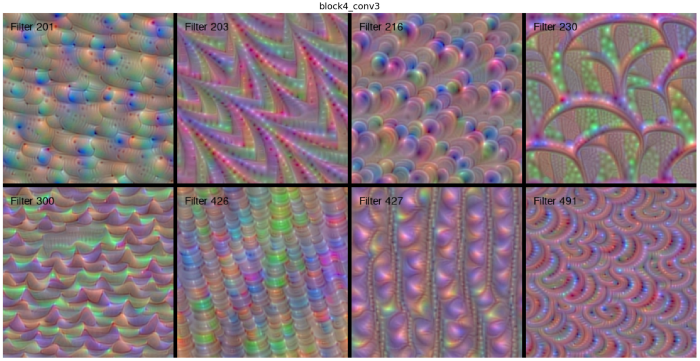 block4_conv3
Filter 201
Filter 203
Filter 216
Filter 230
Filter 300
Filter 426
Filter 427
Filter 491